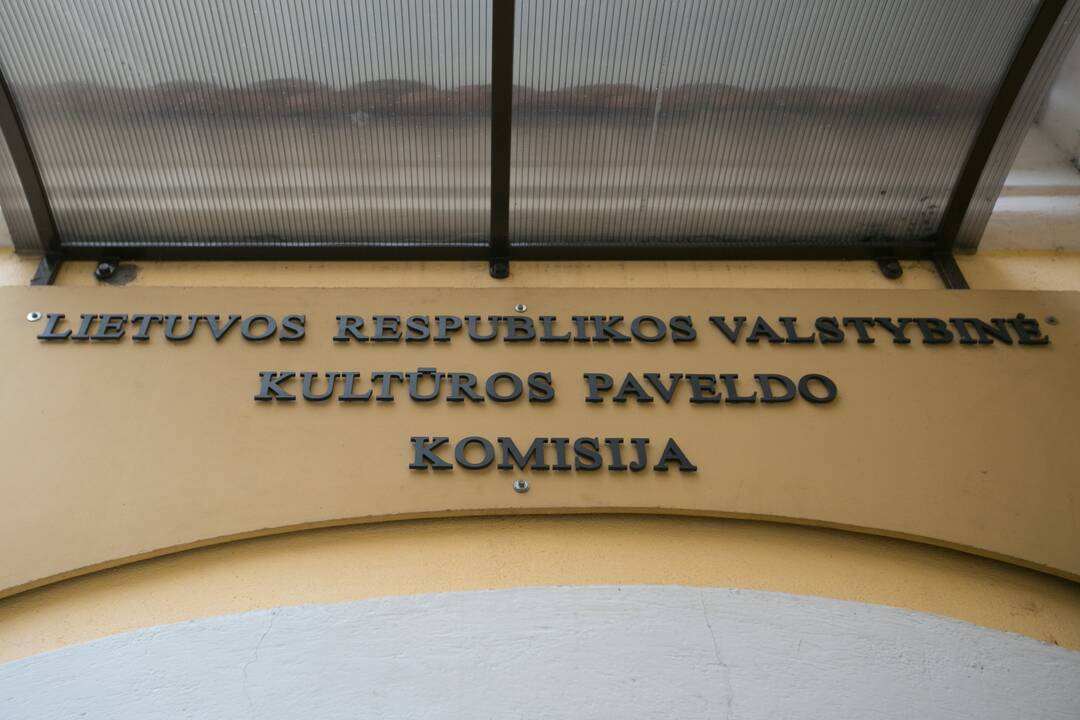 LIETUVOS RESPUBLIKOS VALSTYBINĖ
KULTŪROS PAVELDO
KOMISIJA